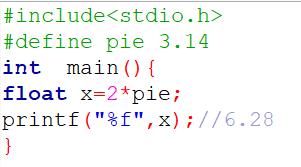 #include<stdio.h>
#define pie 3.14
int  main(){
float x=2*pie;
printf("%f",x);//6.28
}